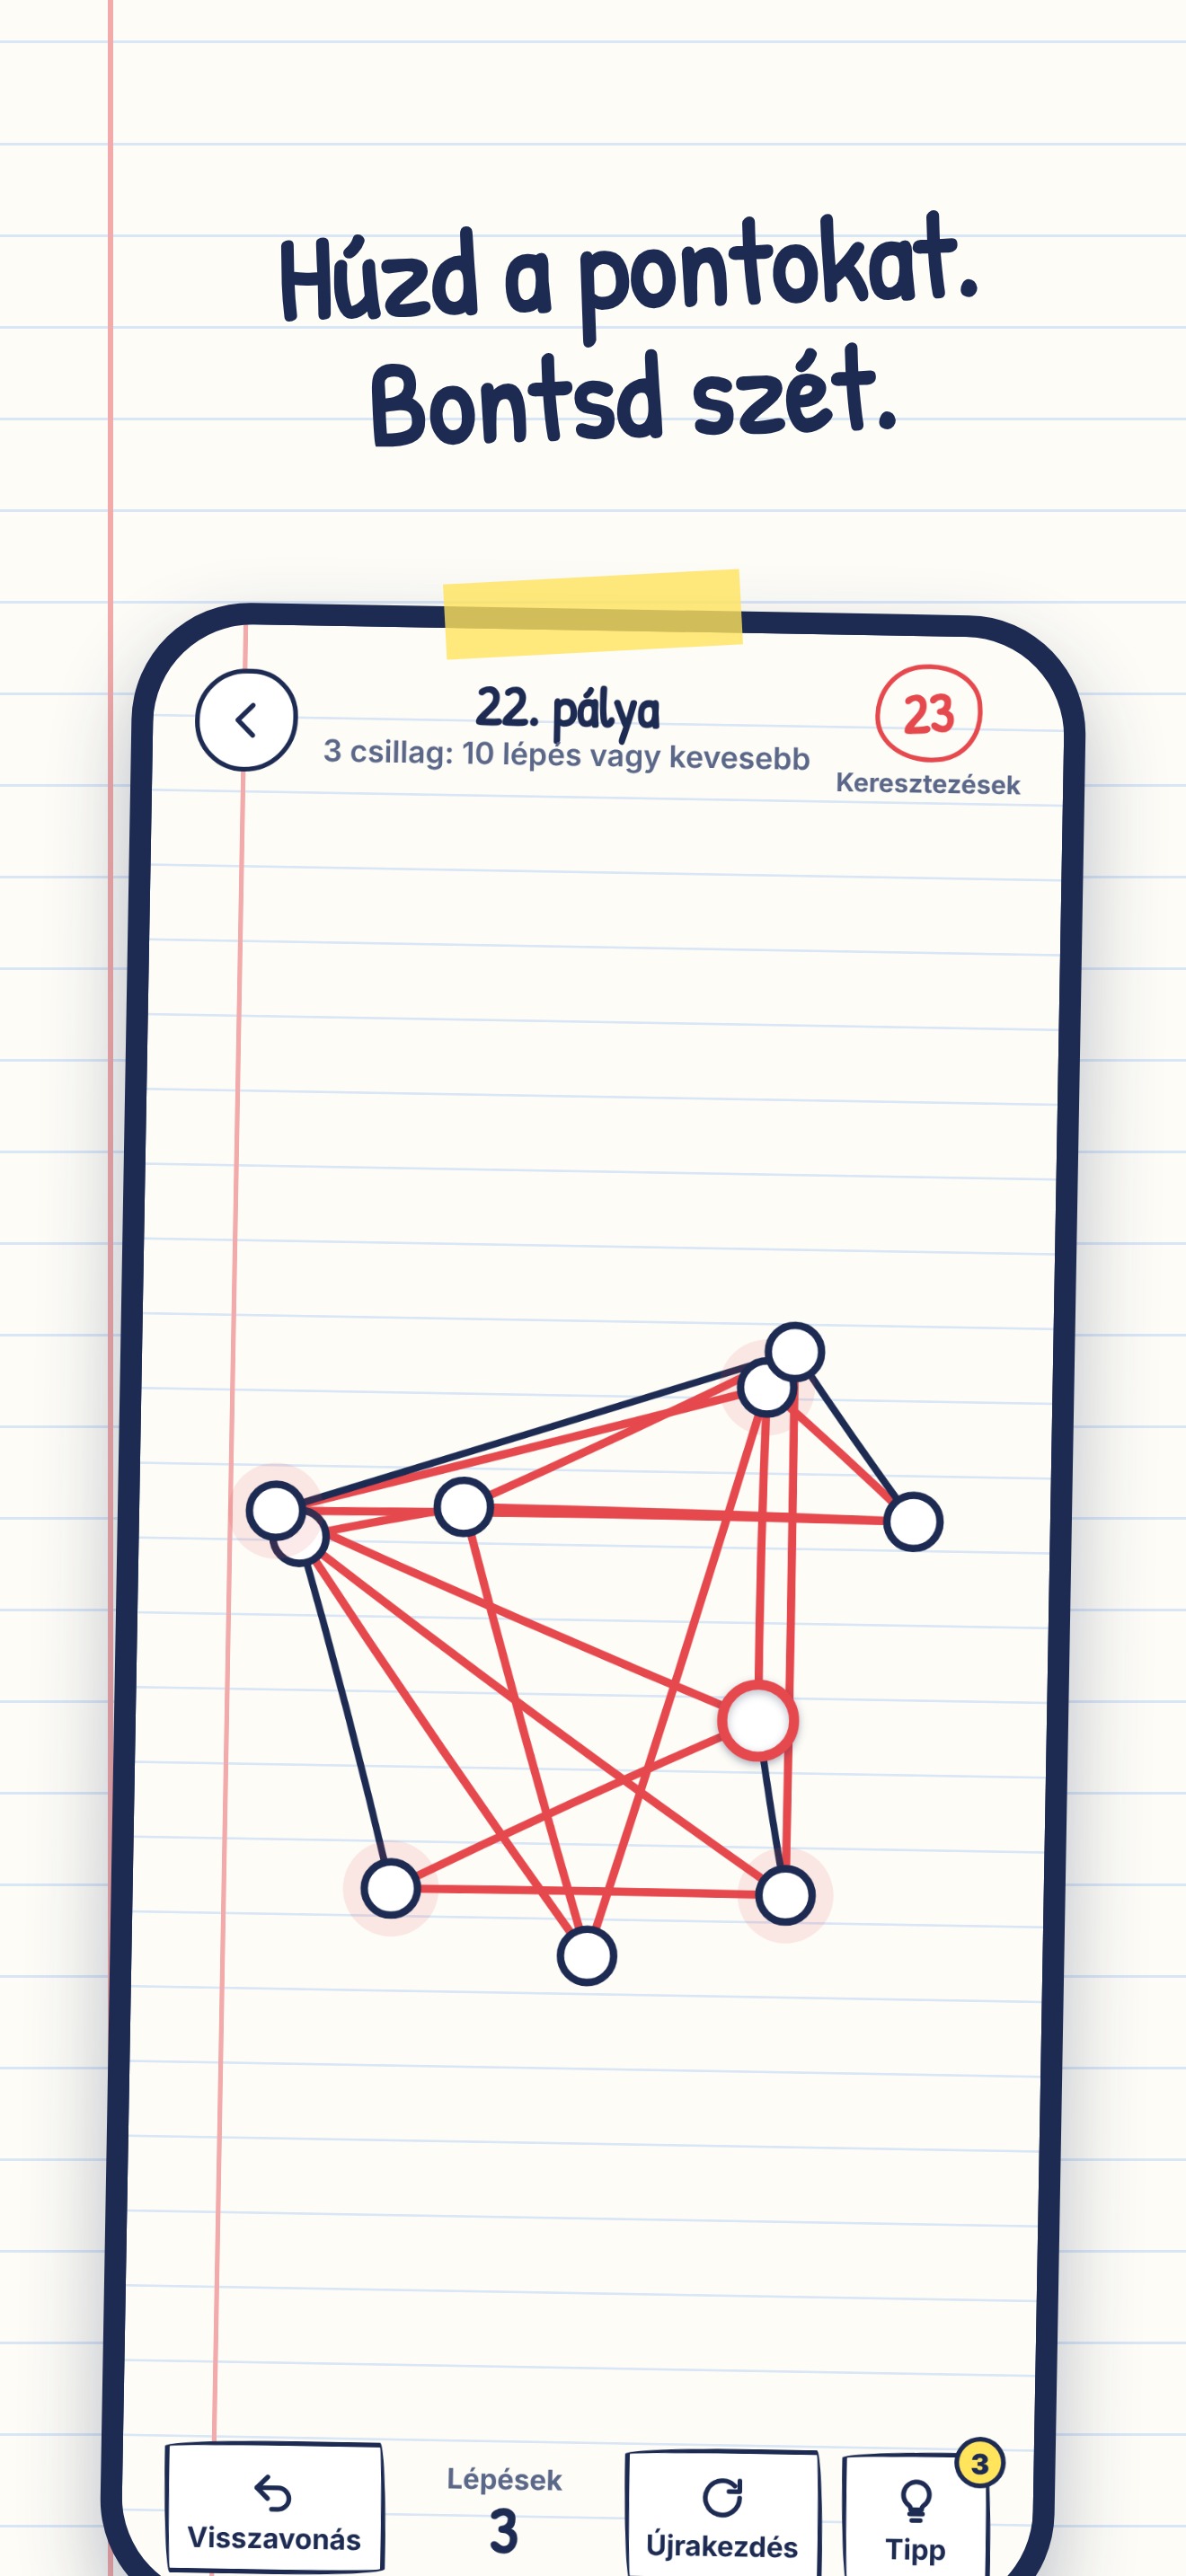 Húzd a pontokat.
Bontsd szét.
22. pálya
3 csillag: 10 lépés vagy kevesebb
23
Keresztezések
Visszavonás
Lépések
3
Újrakezdés
3
Tipp